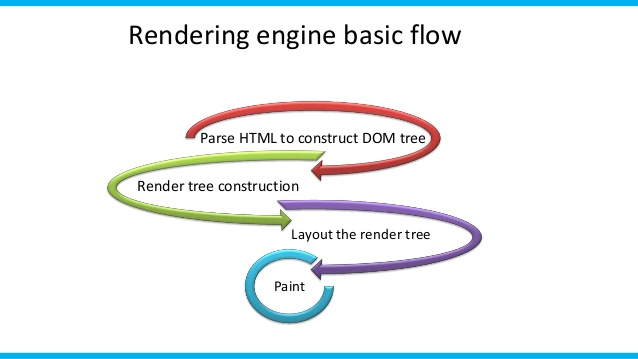 Rendering engine basic flow
Parse HTML to construct DOM tree
Render tree construction
Layout the render tree
Paint